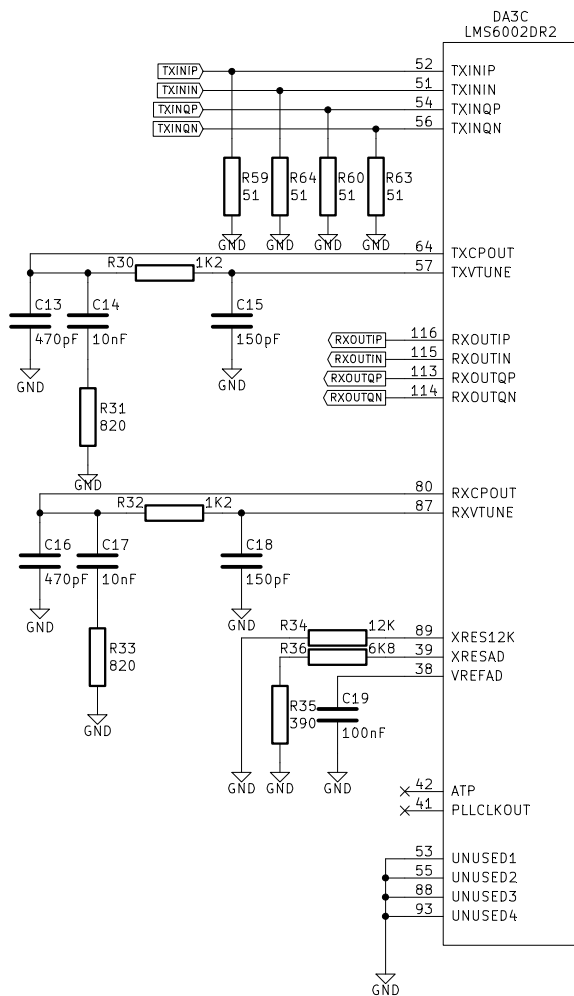 DA3C
LMS6002DR2
TXINIP 52 TXINIP
TXININ 51 TXININ
TXINQP 54 TXINQP
TXINQN 56 TXINQN
R59 R64 R60 R63
51 51 51 51
GND GND GND GND
64 TXCPOUT
R30 1K2 57 TXVTUNE
C13 C14 C15
470pF 10nF 150pF
RXOUTIP 116 RXOUTIP
RXOUTIN 115 RXOUTIN
RXOUTQP 113 RXOUTQP
RXOUTQN 114 RXOUTQN
GND GND
R31
820
GND
80 RXCPOUT
R32 1K2 87 RXVTUNE
C16 C17 C18
470pF 10nF 150pF
GND GND
R34 12K 89 XRES12K
R36 6K8 39 XRESAD
38 VREFAD
R33
820
C19
R35
390 100nF
GND
GND GND GND
42 ATP
41 PLLCLKOUT
53 UNUSED1
55 UNUSED2
88 UNUSED3
93 UNUSED4
GND